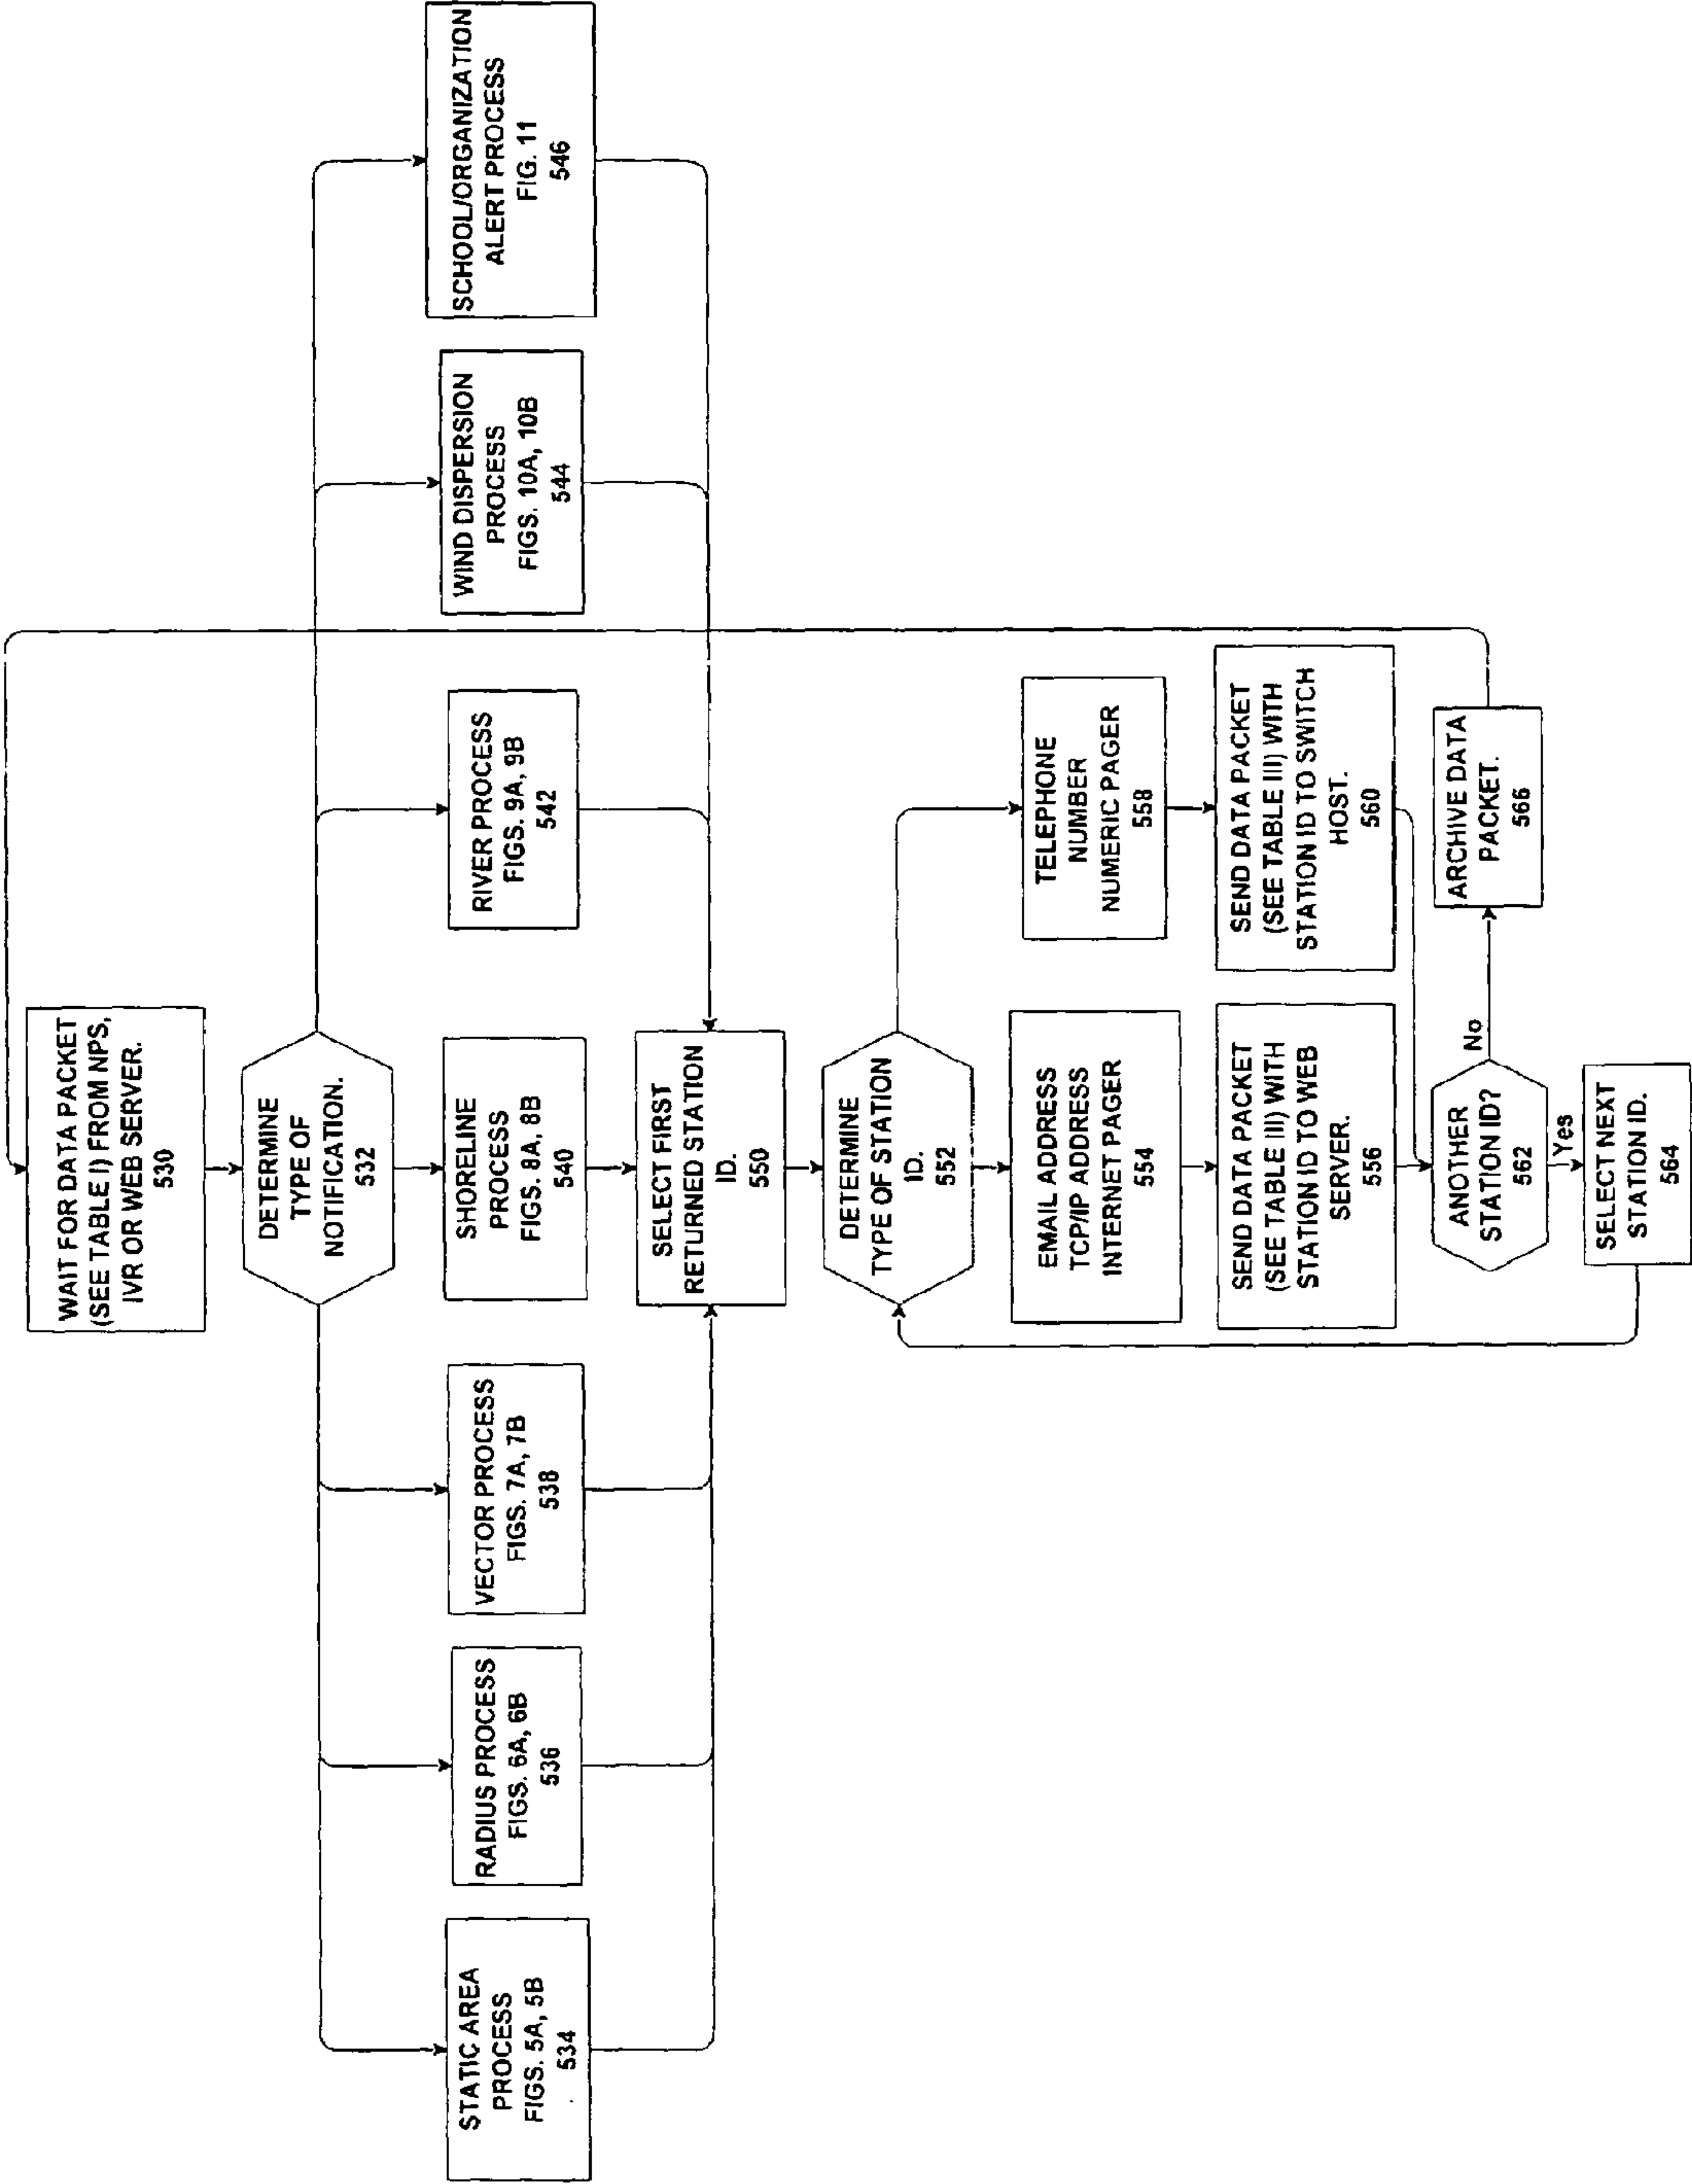 WAIT FOR DATA PACKET
(SEE TABLE I) FROM NPS,
IVR OR WEB SERVER.
530
DETERMINE
TYPE OF
NOTIFICATION.
532
STATIC AREA
PROCESS
FIGS. 5A, 5B
534
RADIUS PROCESS
FIGS. 6A, 6B
536
VECTOR PROCESS
FIGS. 7A, 7B
538
SHORELINE
PROCESS
FIGS. 8A, 8B
540
RIVER PROCESS
FIGS. 9A, 9B
542
WIND DISPERSION
PROCESS
FIGS. 10A, 10B
544
SCHOOL/ORGANIZATION
ALERT PROCESS
FIG. 11
546
SELECT FIRST
RETURNED STATION
ID.
550
DETERMINE
TYPE OF STATION
ID.
552
EMAIL ADDRESS
TCP/IP ADDRESS
INTERNET PAGER
554
TELEPHONE
NUMBER
NUMERIC PAGER
558
SEND DATA PACKET
(SEE TABLE III) WITH
STATION ID TO WEB
SERVER.
556
SEND DATA PACKET
(SEE TABLE III) WITH
STATION ID TO SWITCH
HOST.
560
ANOTHER
STATION ID?
562
No
Yes
ARCHIVE DATA
PACKET.
566
SELECT NEXT
STATION ID.
564